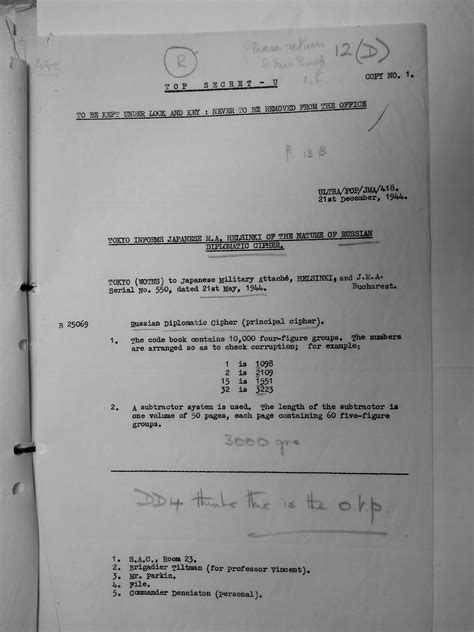 SAC
R
Please return
12 (D)
TOP SECRET - U
COPY NO. 1.
TO BE KEPT UNDER LOCK AND KEY : NEVER TO BE REMOVED FROM THE OFFICE
R 13 B
ULTRA/POP/JMA/418.
21st December, 1944.
TOKYO INFORMS JAPANESE M.A. HELSINKI OF THE NATURE OF RUSSIAN
DIPLOMATIC CIPHER.
TOKYO (WOTNS) to Japanese Military Attaché, HELSINKI, and J.M.A.
Serial No. 550, dated 21st May, 1944. Bucharest.
B 25069 Russian Diplomatic Cipher (principal cipher).
1. The code book contains 10,000 four-figure groups. The numbers
are arranged so as to check corruption; for example;
1 is 1098
2 is 2109
15 is 1551
32 is 3223
2. A subtractor system is used. The length of the subtractor is
one volume of 50 pages, each page containing 60 five-figure
groups.
3000 grs
DD4 thinks this is the o.t.p.
1. S.A.C., Room 23.
2. Brigadier Tiltman (for Professor Vincent).
3. Mr. Parkin.
4. File.
5. Commander Denniston (personal).